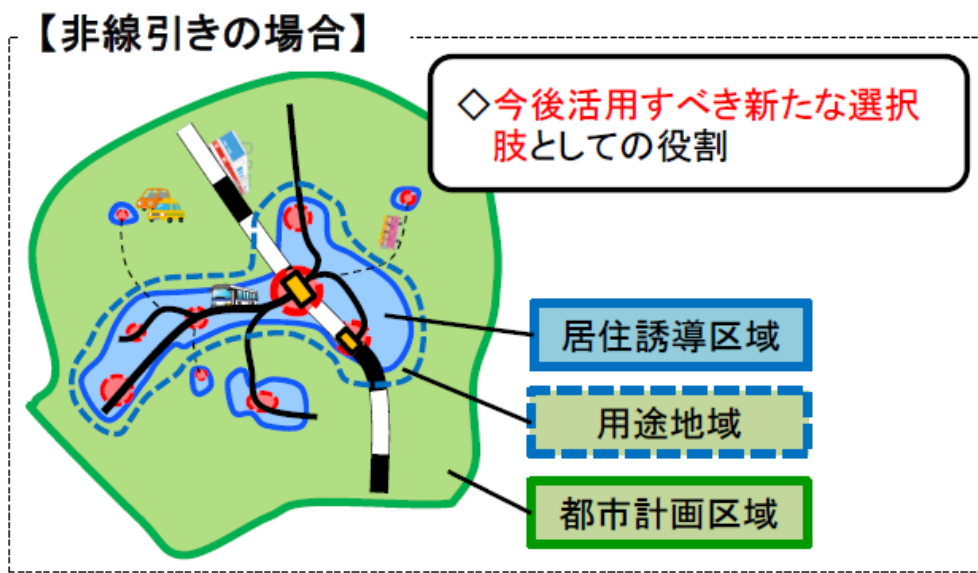 【非線引きの場合】
◇今後活用すべき新たな選択
肢としての役割
居住誘導区域
用途地域
都市計画区域